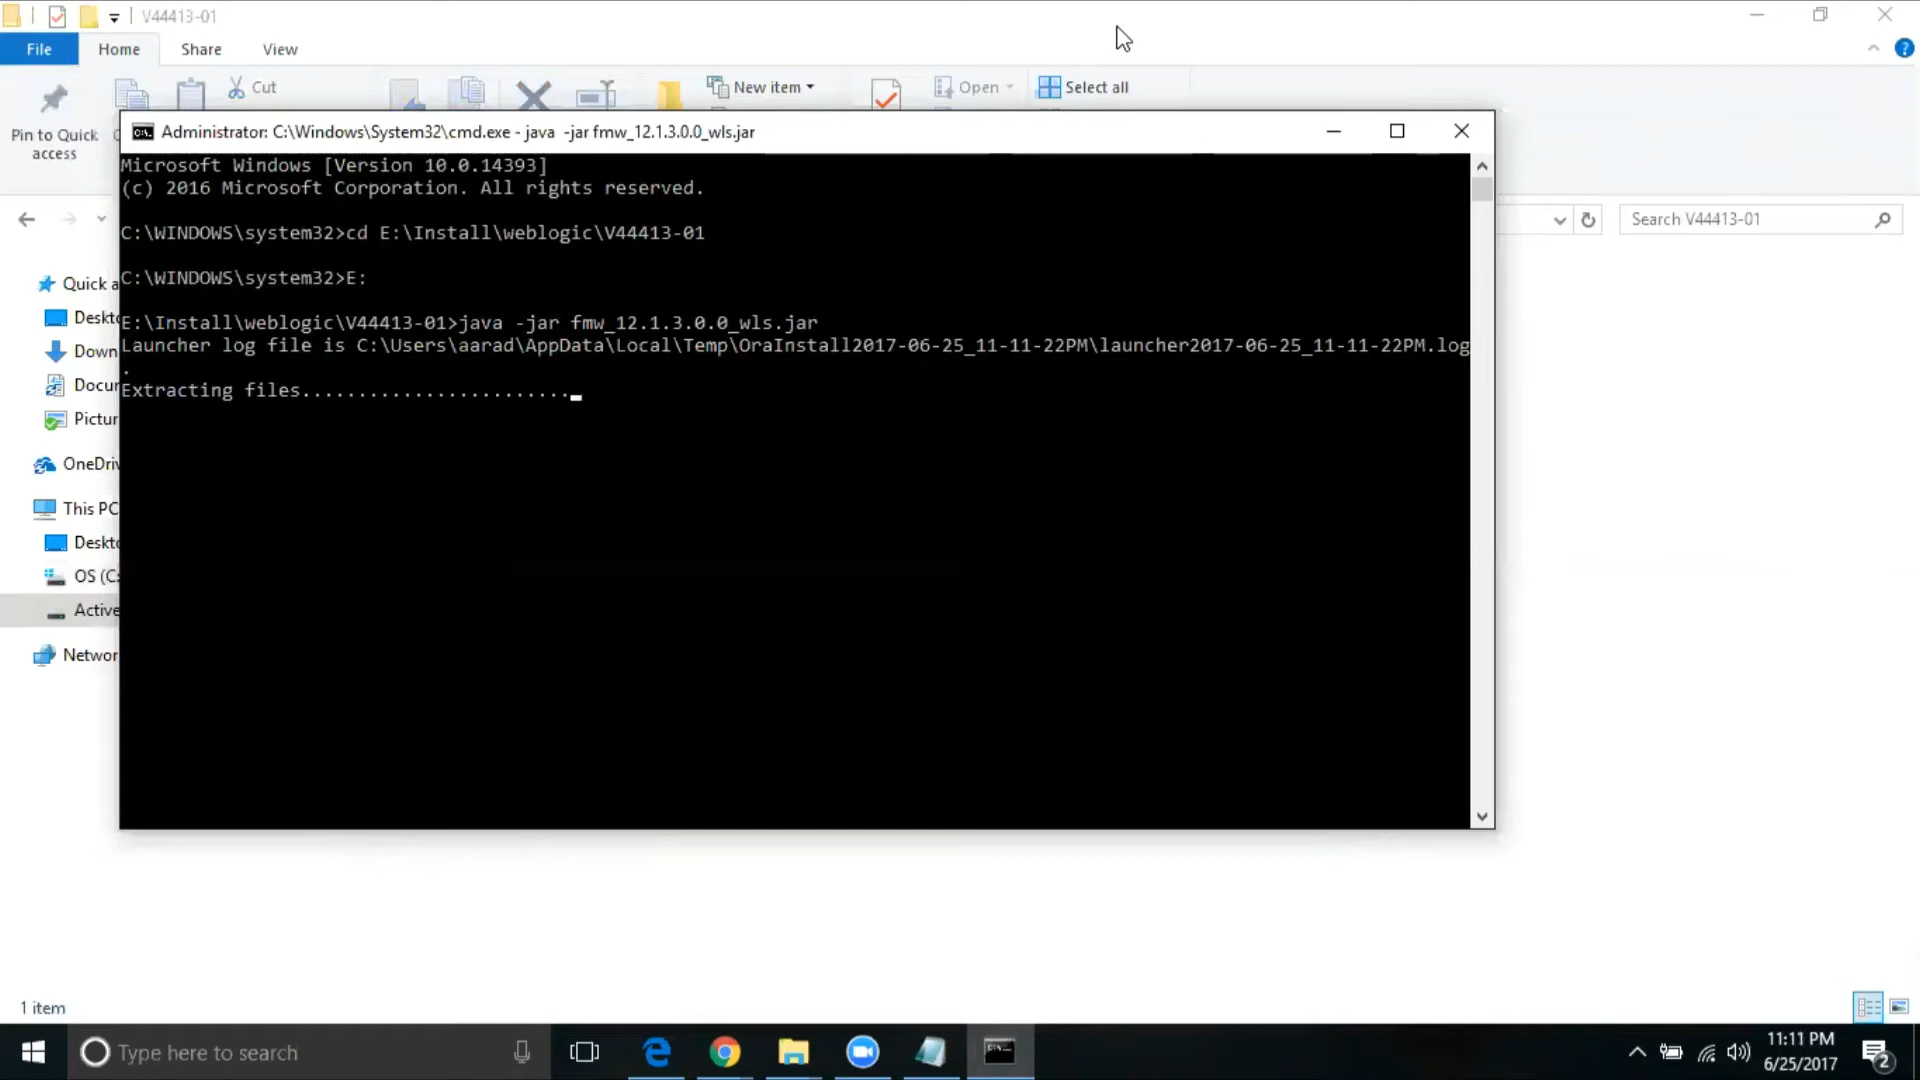 V44413-01
File Home Share View
Cut
New item
Open
Select all
Pin to Quick access
Administrator: C:\Windows\System32\cmd.exe - java  -jar fmw_12.1.3.0.0_wls.jar
Microsoft Windows [Version 10.0.14393]
(c) 2016 Microsoft Corporation. All rights reserved.
C:\WINDOWS\system32>cd E:\Install\weblogic\V44413-01
C:\WINDOWS\system32>E:
E:\Install\weblogic\V44413-01>java -jar fmw_12.1.3.0.0_wls.jar
Launcher log file is C:\Users\aarad\AppData\Local\Temp\OraInstall2017-06-25_11-11-22PM\launcher2017-06-25_11-11-22PM.log
.
Extracting files........................
Search V44413-01
Quick a
Deskto
Down
Docur
Pictur
OneDriv
This PC
Deskto
OS (C:
Active
Networ
1 item
Type here to search
11:11 PM
6/25/2017
2